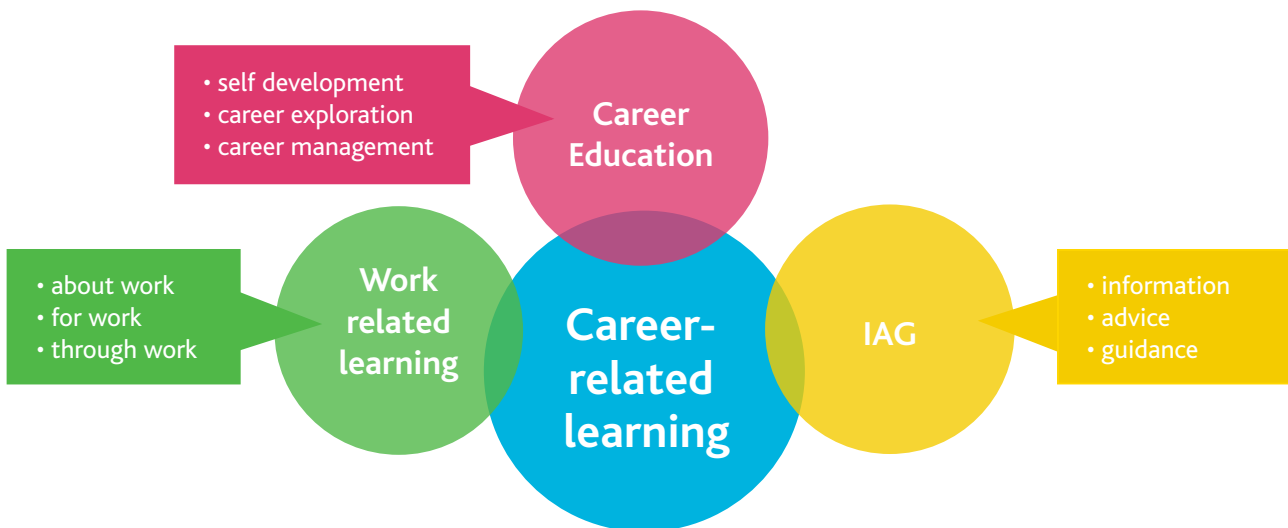 • self development
• career exploration
• career management
Career
Education
• about work
• for work
• through work
Work
related
learning
Career-
related
learning
IAG
• information
• advice
• guidance